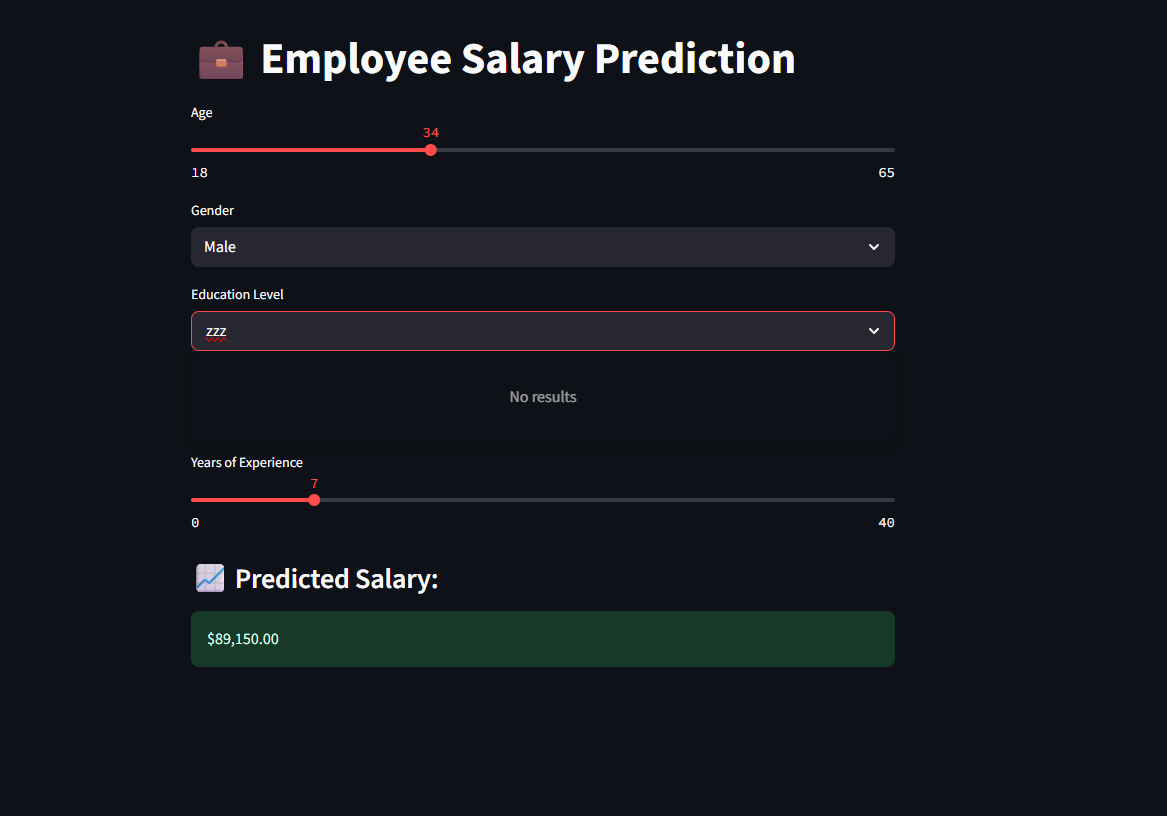 Employee Salary Prediction
Age
34
18 65
Gender
Male
Education Level
zzz
No results
Years of Experience
7
0 40
Predicted Salary:
$89,150.00